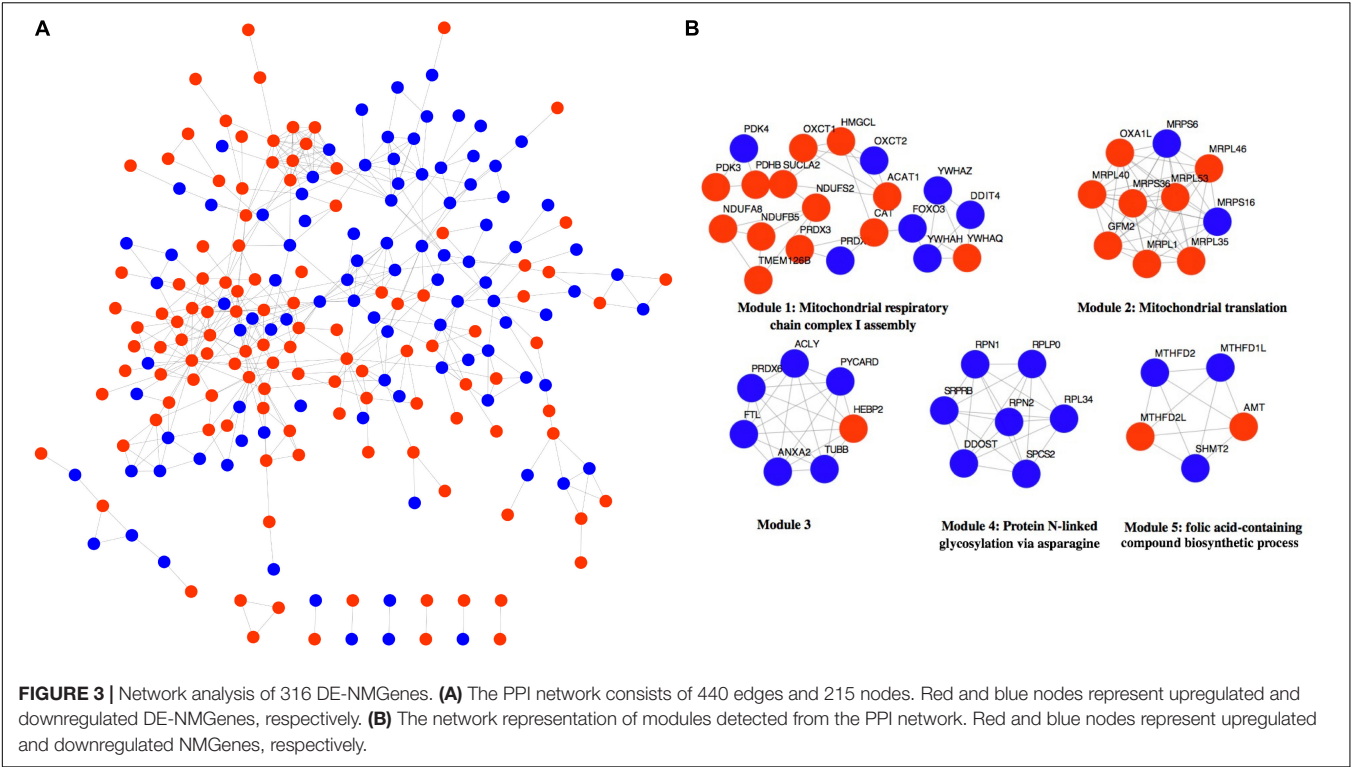 A
B
PDK4
OXCT1
HMGCL
OXCT2
PDK3
PDHB
SUCLA2
ACAT1
NDUFS2
YWHAZ
DDIT4
FOXO3
NDUFA8
NDUFB5
CAT
PRDX3
PRDX
YWHAH
YWHAQ
TMEM126B
Module 1: Mitochondrial respiratory
chain complex I assembly
OXA1L
MRPS6
MRPL46
MRPL40
MRPS36
MRPL53
MRPS16
GFM2
MRPL1
MRPL35
Module 2: Mitochondrial translation
ACLY
PRDX6
PYCARD
FTL
HEBP2
ANXA2
TUBB
Module 3
RPN1
RPLP0
SRPRB
RPN2
RPL34
DDOST
SPCS2
Module 4: Protein N-linked
glycosylation via asparagine
MTHFD2
MTHFD1L
MTHFD2L
AMT
SHMT2
Module 5: folic acid-containing
compound biosynthetic process
FIGURE 3 | Network analysis of 316 DE-NMGenes. (A) The PPI network consists of 440 edges and 215 nodes. Red and blue nodes represent upregulated and
downregulated DE-NMGenes, respectively. (B) The network representation of modules detected from the PPI network. Red and blue nodes represent upregulated
and downregulated NMGenes, respectively.